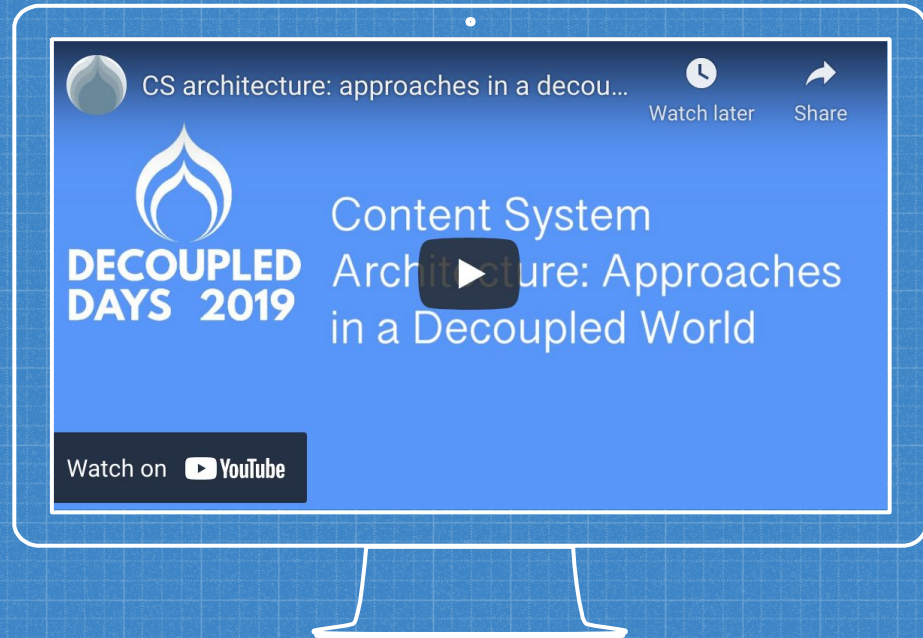 CS architecture: approaches in a decou...
Watch later
Share
DECOUPLED
DAYS 2019
Content System
Architecture: Approaches
in a Decoupled World
Watch on YouTube